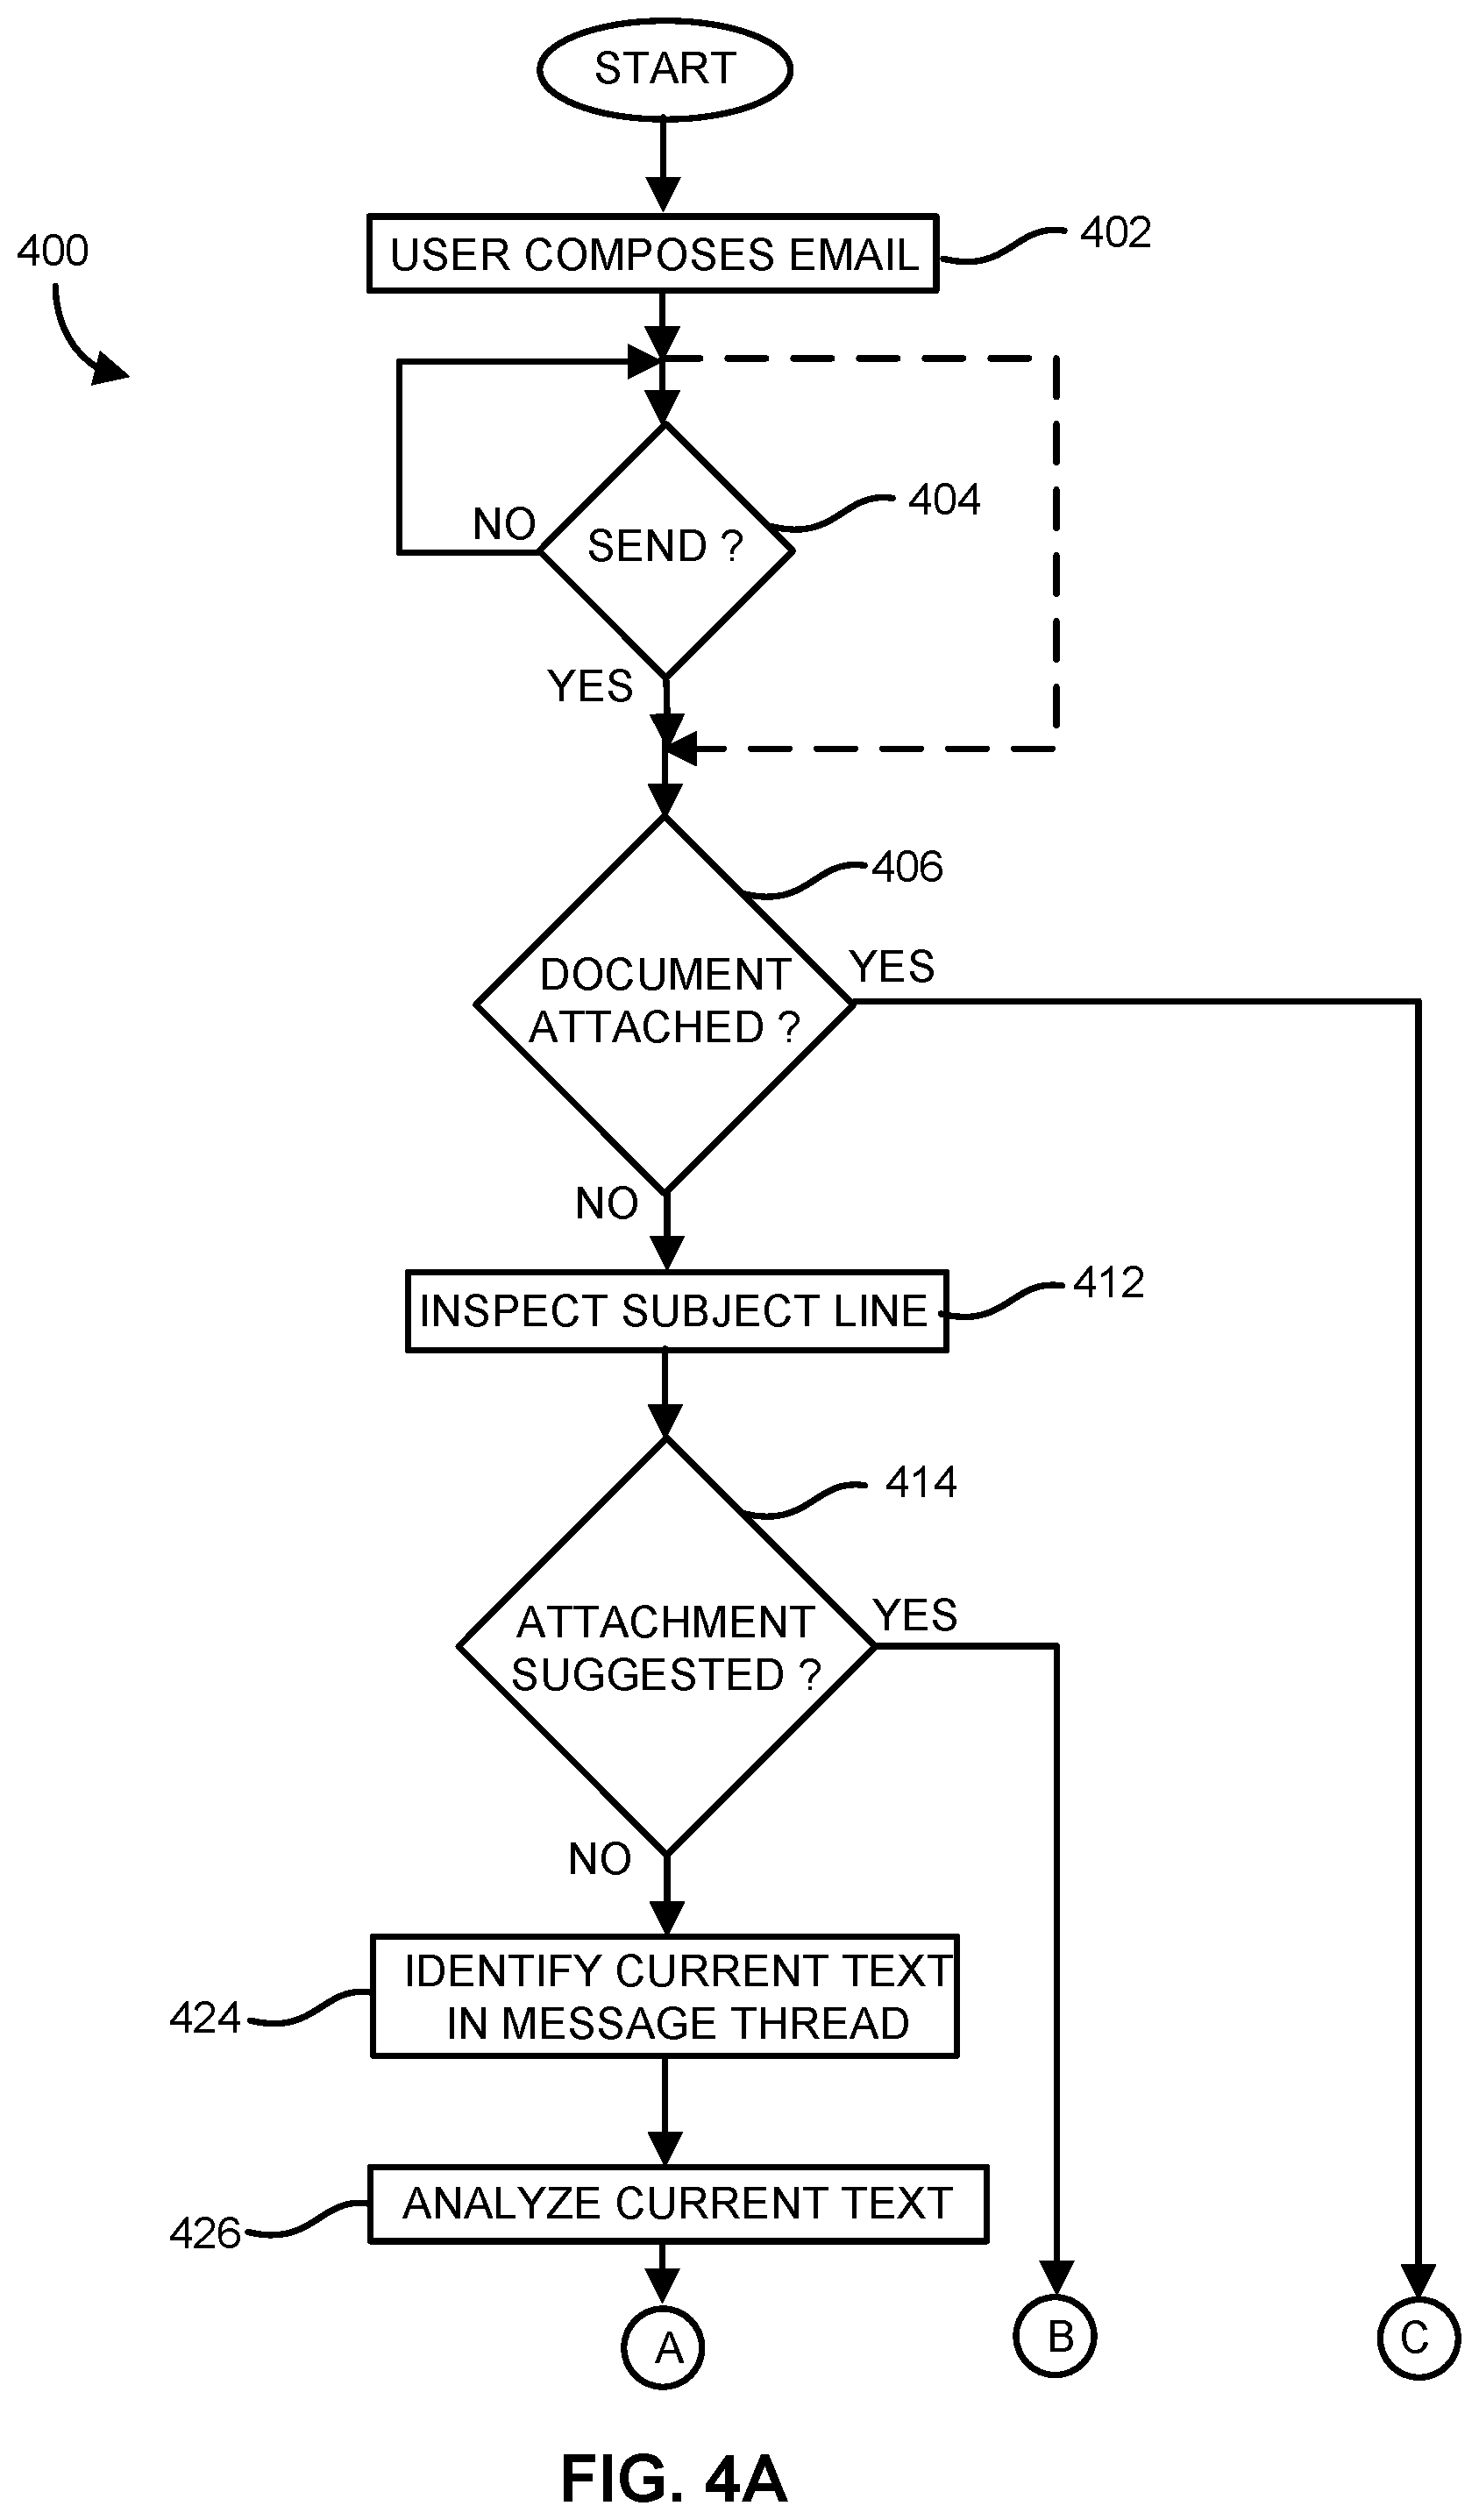 START
USER COMPOSES EMAIL
402
400
404
NO
SEND ?
YES
406
DOCUMENT
ATTACHED ?
YES
NO
412
INSPECT SUBJECT LINE
414
ATTACHMENT
SUGGESTED ?
YES
NO
IDENTIFY CURRENT TEXT
IN MESSAGE THREAD
424
ANALYZE CURRENT TEXT
426
A
B
C
FIG. 4A